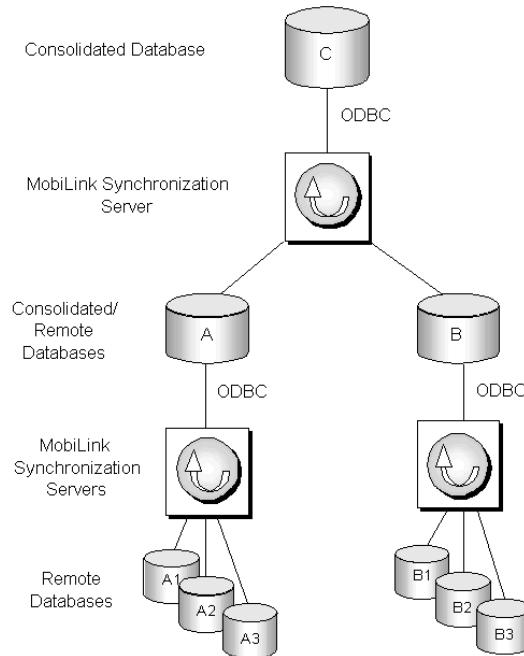 Consolidated Database
C
ODBC
MobiLink Synchronization
Server
Consolidated/
Remote
Databases
A
B
ODBC
ODBC
MobiLink
Synchronization
Servers
Remote
Databases
A1
A2
A3
B1
B2
B3